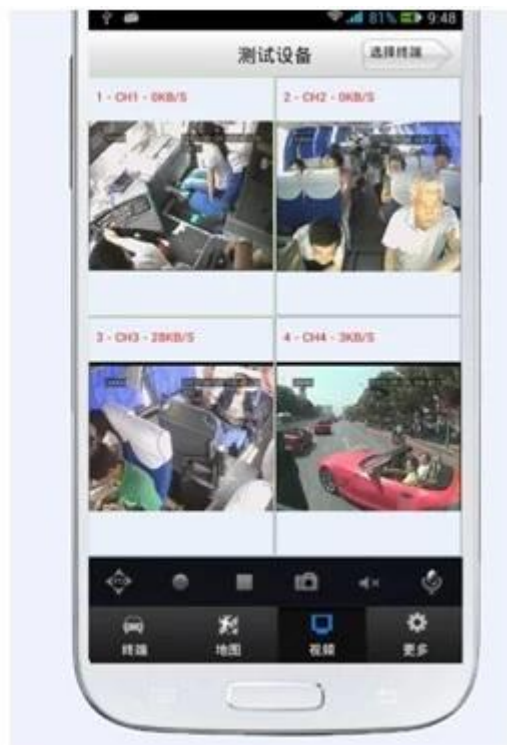 81% 9:48
测试设备 选择终端
1 - CH1 - 0KB/S
2 - CH2 - 0KB/S
3 - CH3 - 28KB/S
4 - CH4 - 3KB/S
终端 地图 视频 更多